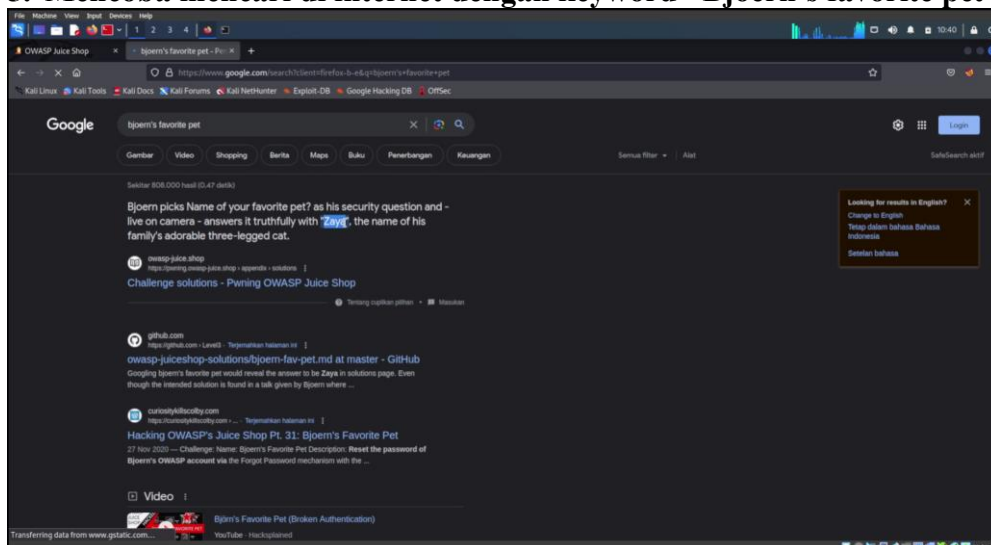 3. Mencoba mencari di internet dengan keyword "Bjoern's favorite pet"
File Machine View Input Devices Help
1 2 3 4
10:40
OWASP Juice Shop
bjoern's favorite pet -
https://www.google.com/search?client=firefox-b-e&q=bjoern's+favorite+pet
Kali Linux Kali Tools Kali Docs Kali Forums Kali NetHunter Exploit-DB Google Hacking DB OffSec
Google
bjoern's favorite pet
Login
Gambar Video Shopping Berita Maps Buku Penerbangan Keuangan Semua filter Alat SafeSearch aktif
Sekitar 808.000 hasil (0.47 detik)
Bjoern picks Name of your favorite pet? as his security question and -
live on camera - answers it truthfully with "Zaya", the name of his
family's adorable three-legged cat.
Looking for results in English?
Change to English
Tetap dalam bahasa Bahasa
Indonesia
Setelan bahasa
owasp-juice.shop
https://pwning.owasp-juice.shop › appendix › solutions
Challenge solutions - Pwning OWASP Juice Shop
Tentang cuplikan pilihan • Masukan
github.com
https://github.com › Level3 · Terjemahkan halaman ini
owasp-juiceshop-solutions/bjoern-fav-pet.md at master - GitHub
Googling bjoern's favorite pet would reveal the answer to be Zaya in solutions page. Even
though the intended solution is found in a talk given by Bjoern where ...
curiositykillscolby.com
https://curiositykillscolby.com › ... · Terjemahkan halaman ini
Hacking OWASP's Juice Shop Pt. 31: Bjoern's Favorite Pet
27 Nov 2020 — Challenge: Name: Bjoern's Favorite Pet Description: Reset the password of
Bjoern's OWASP account via the Forgot Password mechanism with the ...
Video
Björn's Favorite Pet (Broken Authentication)
YouTube · Hacksplained
Transferring data from www.gstatic.com...